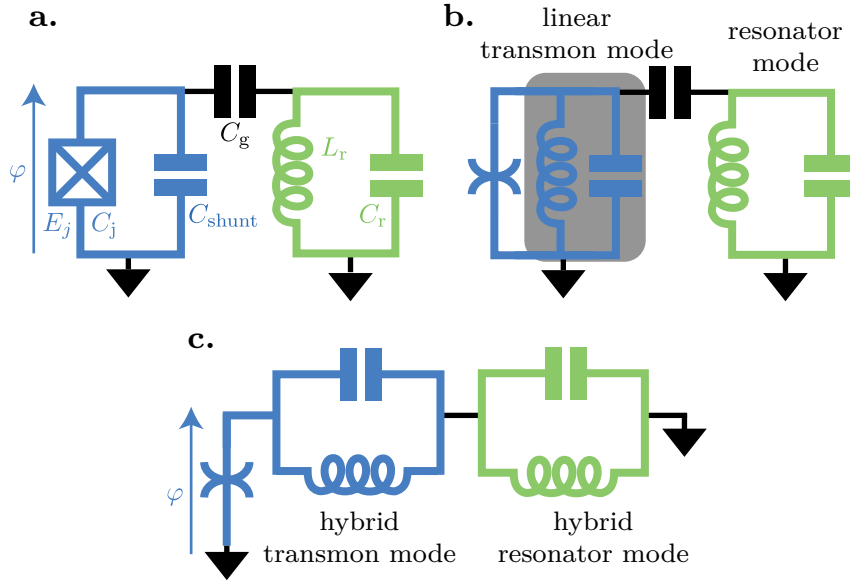 a.
φ
E_j
C_j
C_shunt
C_g
L_r
C_r
b.
linear
transmon mode
resonator
mode
c.
φ
hybrid
transmon mode
hybrid
resonator mode